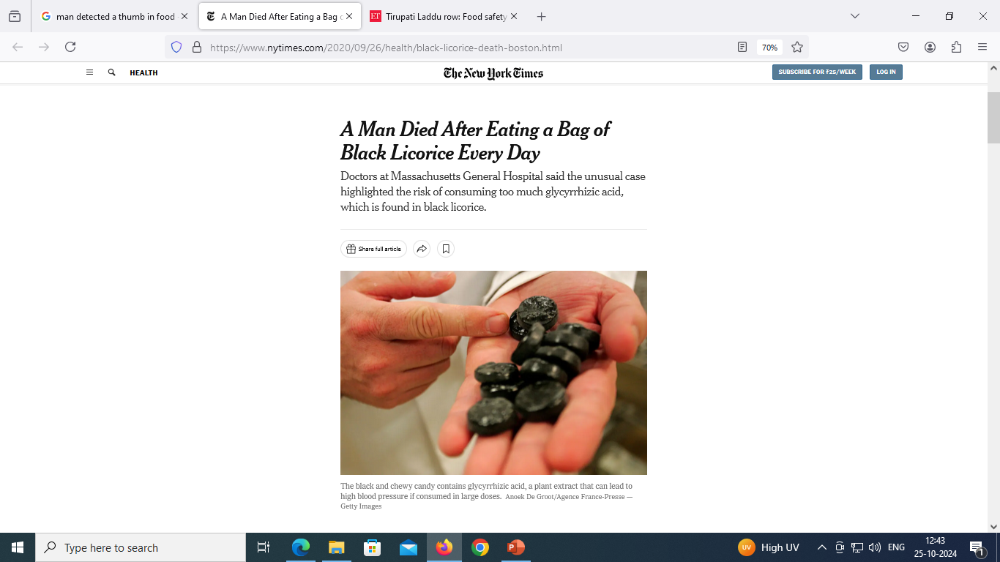 man detected a thumb in food
A Man Died After Eating a Bag o
Tirupati Laddu row: Food safety
https://www.nytimes.com/2020/09/26/health/black-licorice-death-boston.html
70%
HEALTH
The New York Times
SUBSCRIBE FOR ₹25/WEEK
LOG IN
A Man Died After Eating a Bag of
Black Licorice Every Day
Doctors at Massachusetts General Hospital said the unusual case
highlighted the risk of consuming too much glycyrrhizic acid,
which is found in black licorice.
Share full article
The black and chewy candy contains glycyrrhizic acid, a plant extract that can lead to
high blood pressure if consumed in large doses. Anoek De Groot/Agence France-Presse —
Getty Images
Type here to search
UV
High UV
ENG
12:43
25-10-2024
1